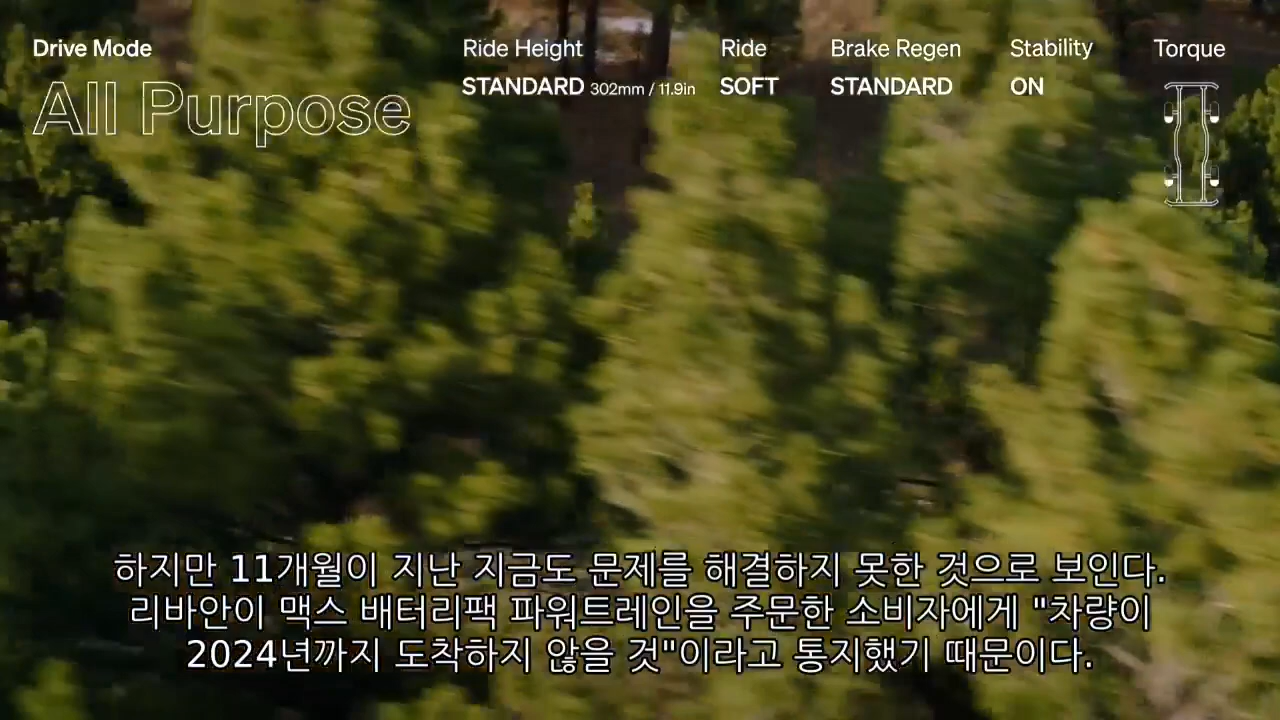 Drive Mode
All Purpose
Ride Height
STANDARD 302mm / 11.9in
Ride
SOFT
Brake Regen
STANDARD
Stability
ON
Torque
하지만 11개월이 지난 지금도 문제를 해결하지 못한 것으로 보인다.
리바안이 맥스 배터리팩 파워트레인을 주문한 소비자에게 "차량이
2024년까지 도착하지 않을 것"이라고 통지했기 때문이다.